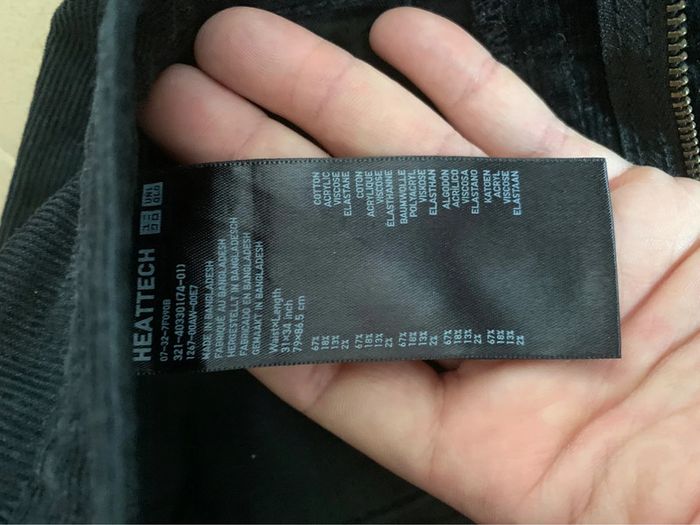 HEATTECH
UNI
QLO
07-32-7F090B
321-403301(74-01)
1267-00AW-00E7
MADE IN BANGLADESH
FABRIQUÉ AU BANGLADESH
HERGESTELLT IN BANGLADESCH
FABRICADO EN BANGLADESH
GEMAAKT IN BANGLADESH
Waist×Length
31×34 inch
79×86.5 cm
67% COTTON
18% ACRYLIC
13% VISCOSE
2% ELASTANE
67% COTON
18% ACRYLIQUE
13% VISCOSE
2% ÉLASTHANNE
67% BAUMWOLLE
18% POLYACRYL
13% VISKOSE
2% ELASTHAN
67% ALGODÓN
18% ACRÍLICO
13% VISCOSA
2% ELASTANO
67% KATOEN
18% ACRYL
13% VISCOSE
2% ELASTAAN